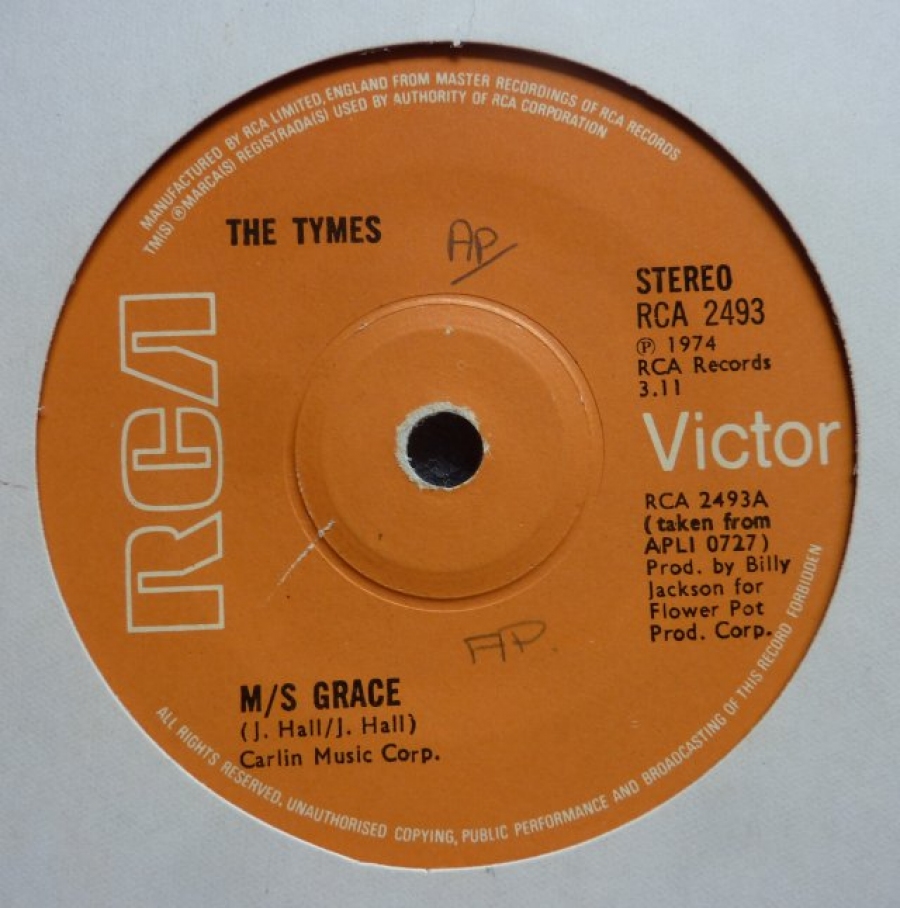 MANUFACTURED BY RCA LIMITED, ENGLAND FROM MASTER RECORDINGS OF RCA RECORDS
TM(S) ® MARCA(S) REGISTRADA(S) USED BY AUTHORITY OF RCA CORPORATION
THE TYMES
AP
RCA
STEREO
RCA 2493
℗ 1974
RCA Records
3.11
Victor
RCA 2493A
(taken from
APLI 0727)
Prod. by Billy
Jackson for
Flower Pot
Prod. Corp.
AP.
M/S GRACE
(J. Hall/J. Hall)
Carlin Music Corp.
ALL RIGHTS RESERVED, UNAUTHORISED COPYING, PUBLIC PERFORMANCE AND BROADCASTING OF THIS RECORD FORBIDDEN